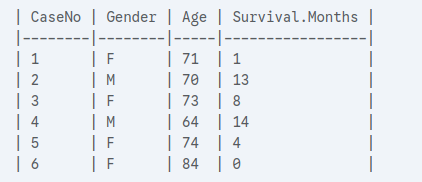 | CaseNo | Gender | Age | Survival.Months |
|--------|--------|-----|-----------------|
| 1      | F      | 71  | 1               |
| 2      | M      | 70  | 13              |
| 3      | F      | 73  | 8               |
| 4      | M      | 64  | 14              |
| 5      | F      | 74  | 4               |
| 6      | F      | 84  | 0               |